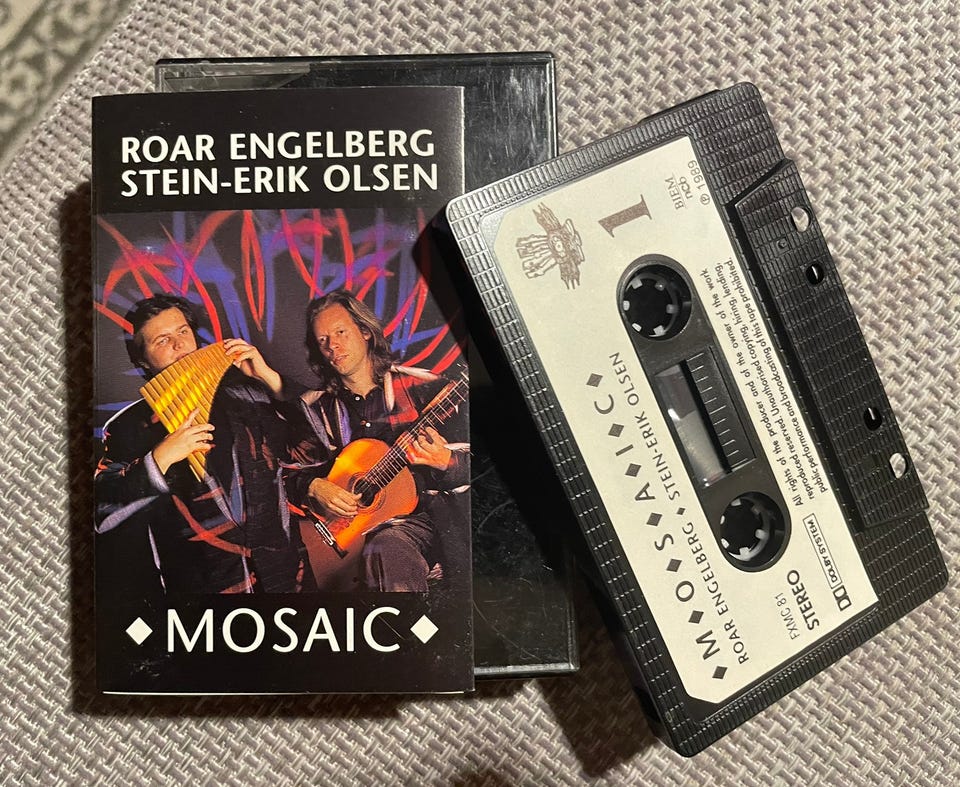 ROAR ENGELBERG
STEIN-ERIK OLSEN
◆ MOSAIC ◆
1
BIEM
ncb
Ⓟ 1989
◆ M ◆ O ◆ S ◆ A ◆ I ◆ C ◆
ROAR ENGELBERG ◆ STEIN-ERIK OLSEN
All rights of the producer and of the owner of the work
reproduced reserved. Unauthorised copying, hiring, lending,
public performance and broadcasting of this tape prohibited.
FXMC 81
STEREO
DOLBY SYSTEM